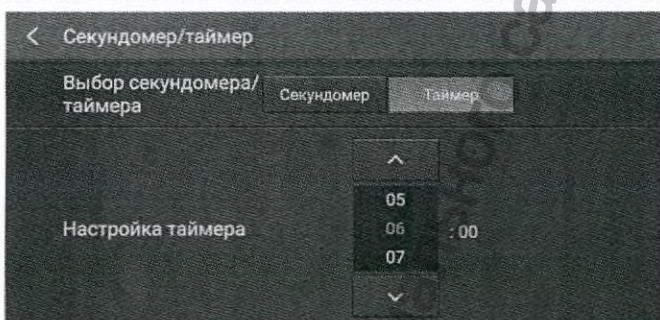 < Секундомер/таймер
Выбор секундомера/
таймера
Секундомер Таймер
05
Настройка таймера 06 : 00
07